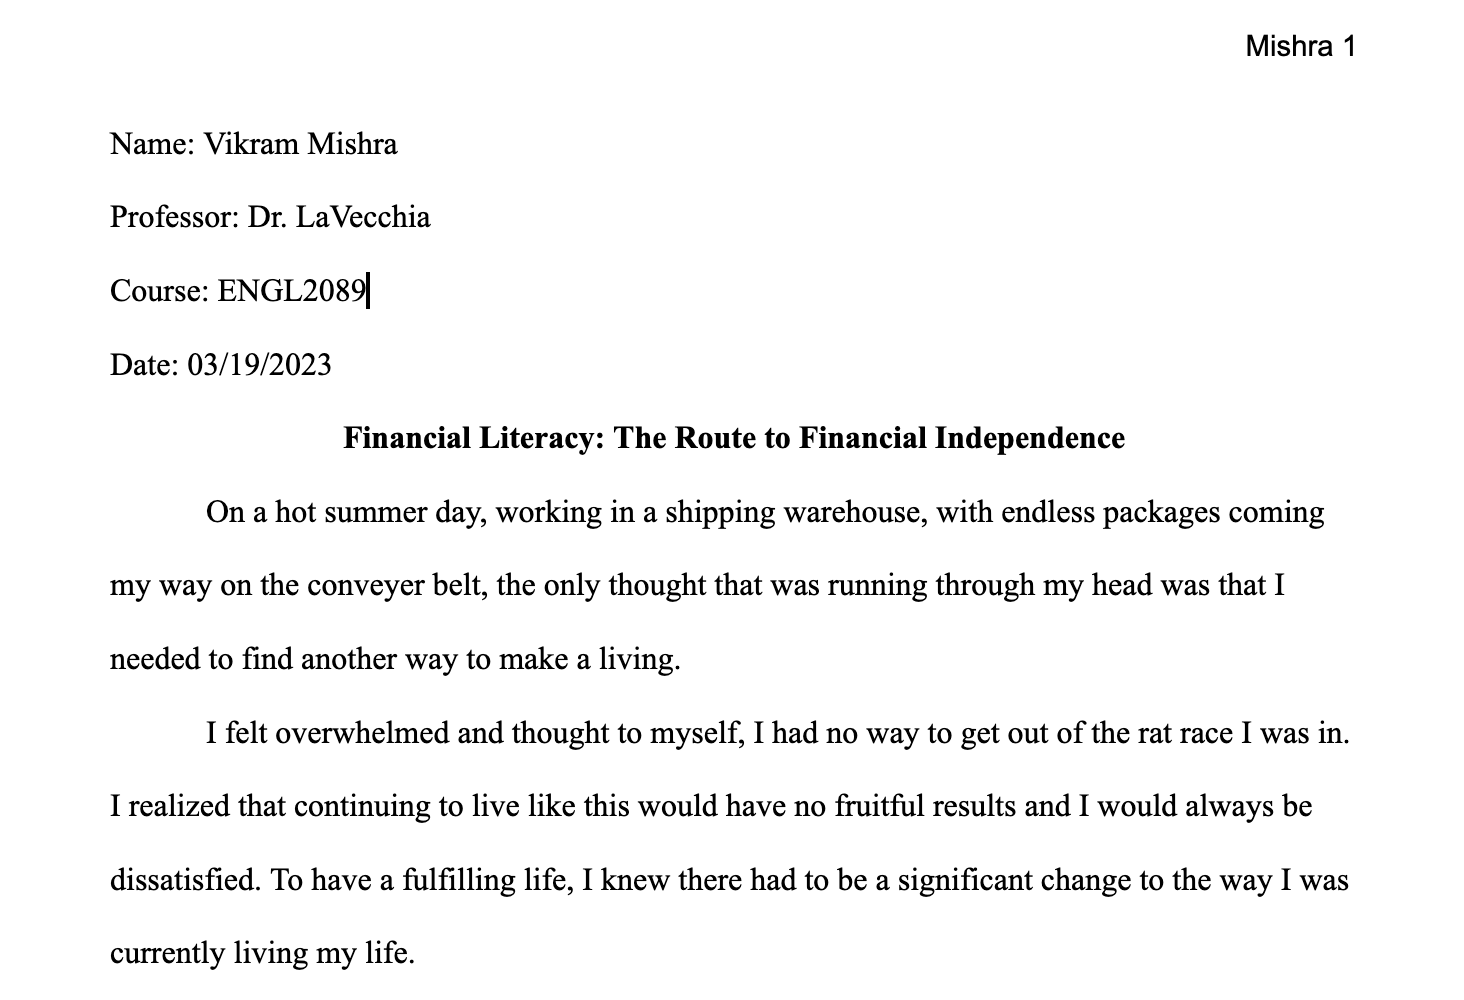 Mishra 1
Name: Vikram Mishra
Professor: Dr. LaVecchia
Course: ENGL2089
Date: 03/19/2023
Financial Literacy: The Route to Financial Independence
On a hot summer day, working in a shipping warehouse, with endless packages coming
my way on the conveyer belt, the only thought that was running through my head was that I
needed to find another way to make a living.
I felt overwhelmed and thought to myself, I had no way to get out of the rat race I was in.
I realized that continuing to live like this would have no fruitful results and I would always be
dissatisfied. To have a fulfilling life, I knew there had to be a significant change to the way I was
currently living my life.